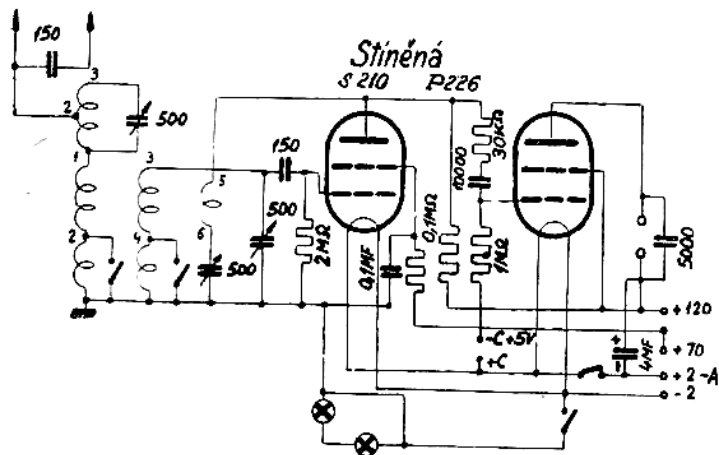 150
Stíněná
S 210 P226
3
2
500
1
3
150
5
30KΩ
10000
2
4
6
500
500
2MΩ
0,1MF
0,1MΩ
1MΩ
5000
+ 120
-C+5V
+C
+ -
4MF
+ 70
+ 2 -A
- 2